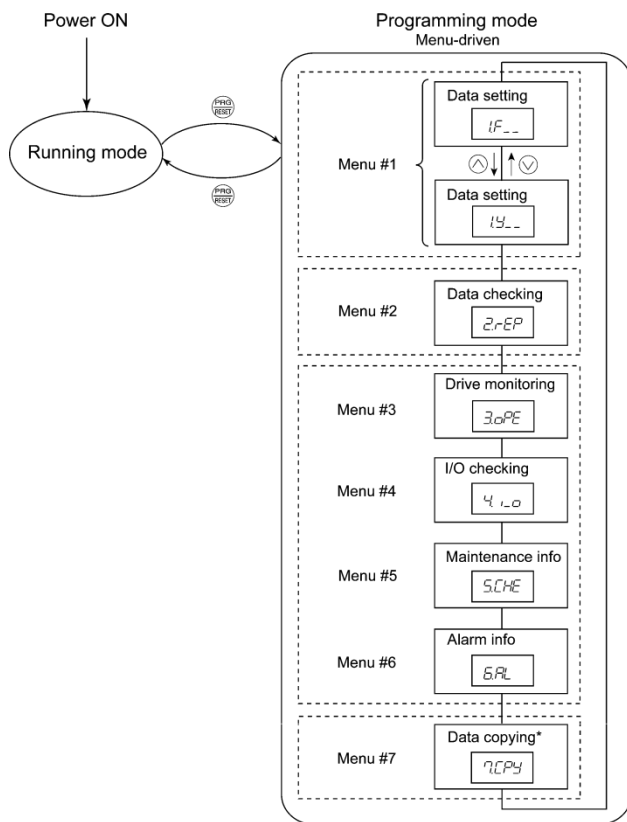 Power ON
Programming mode
Menu-driven
PRG
RESET
Running mode
PRG
RESET
Menu #1
Data setting
1.F__
Data setting
1.y__
Menu #2
Data checking
2.rEP
Menu #3
Drive monitoring
3.oPE
Menu #4
I/O checking
4.i_o
Menu #5
Maintenance info
5.CHE
Menu #6
Alarm info
6.AL
Menu #7
Data copying*
7.CPY